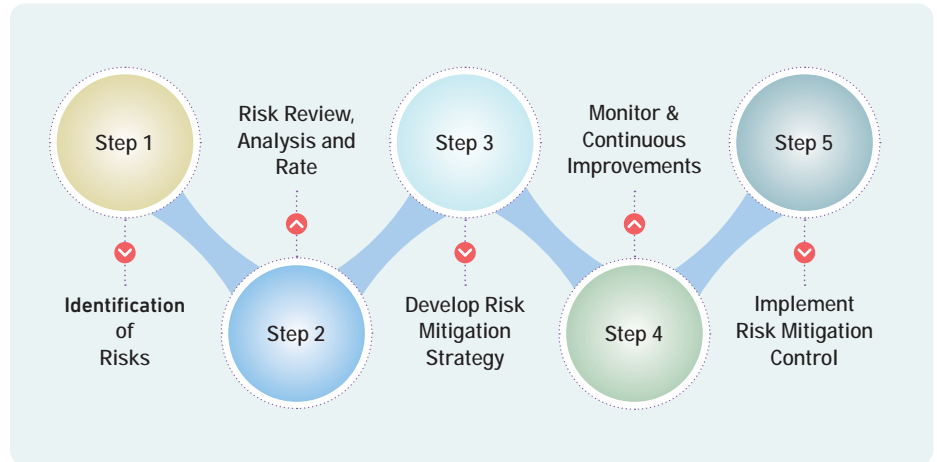 Step 1
Identification
of
Risks
Risk Review,
Analysis and
Rate
Step 2
Step 3
Develop Risk
Mitigation
Strategy
Monitor &
Continuous
Improvements
Step 4
Step 5
Implement
Risk Mitigation
Control